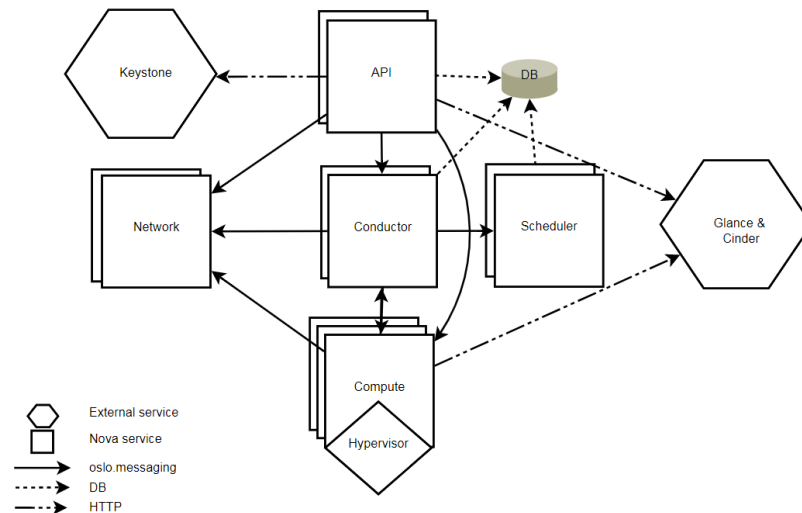 Keystone
API
DB
Network
Conductor
Scheduler
Glance &
Cinder
Compute
Hypervisor
External service
Nova service
oslo.messaging
DB
HTTP